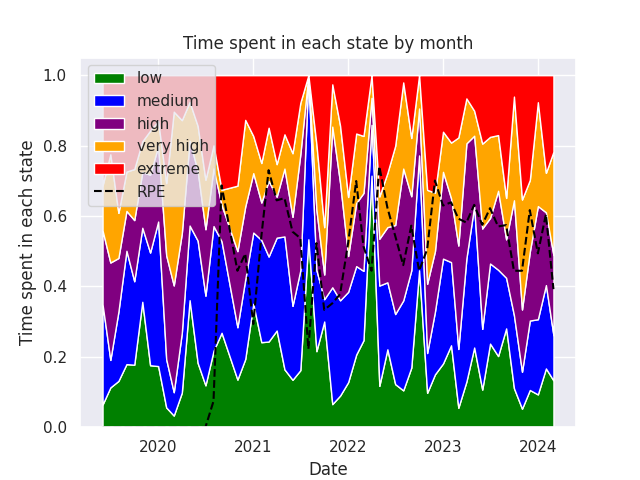 Time spent in each state by month
Time spent in each state
1.0
0.8
0.6
0.4
0.2
0.0
low
medium
high
very high
extreme
RPE
2020 2021 2022 2023 2024
Date